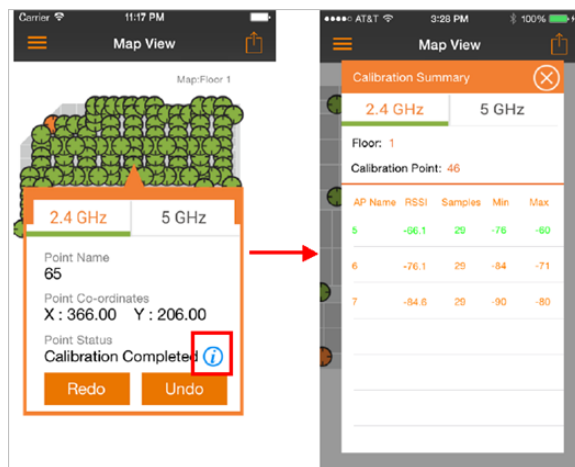 Carrier 11:17 PM
Map View
Map:Floor 1
2.4 GHz 5 GHz
Point Name
65
Point Co-ordinates
X : 366.00 Y : 206.00
Point Status
Calibration Completed i
Redo Undo
AT&T 3:28 PM 100%
Map View
Calibration Summary
2.4 GHz 5 GHz
Floor: 1
Calibration Point: 46
AP Name RSSI Samples Min Max
5 -66.1 29 -76 -60
6 -76.1 29 -84 -71
7 -84.6 29 -90 -80